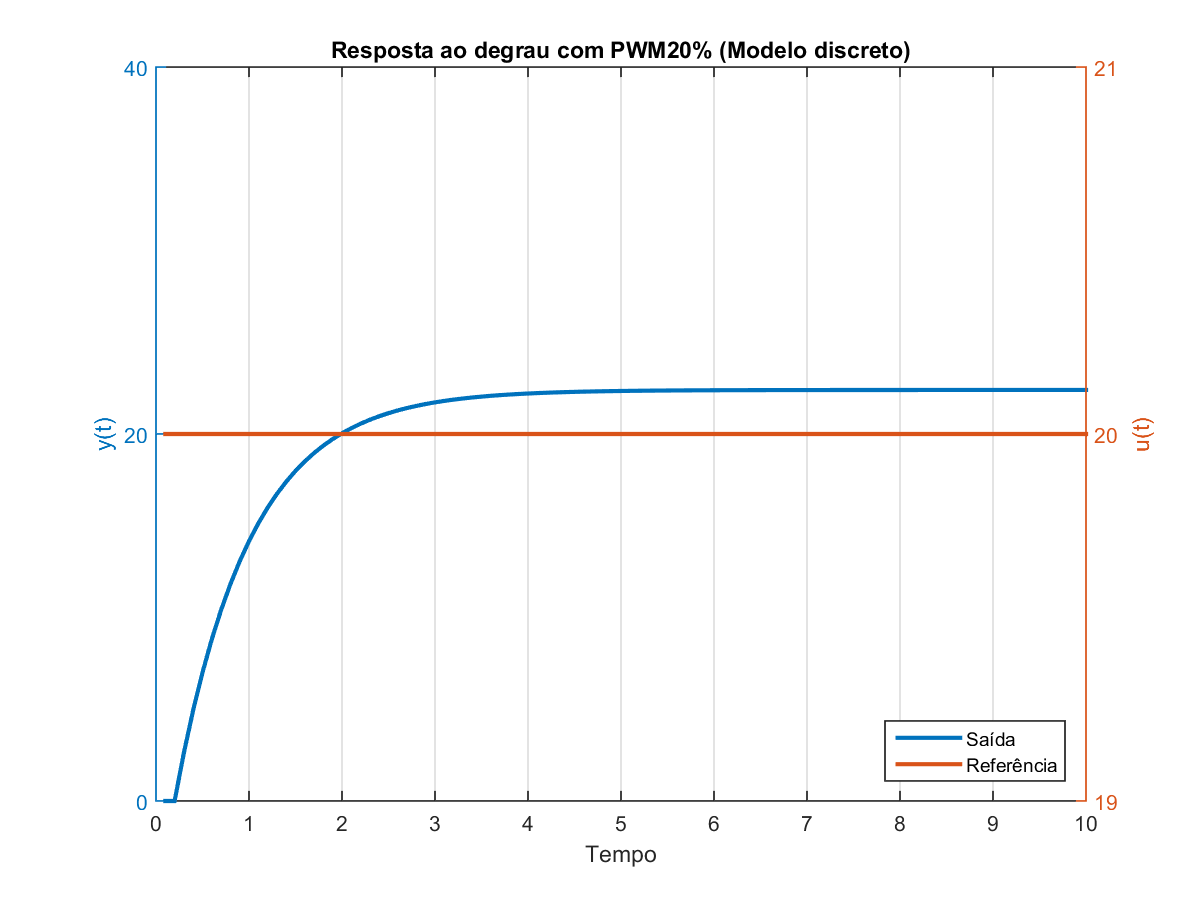 Resposta ao degrau com PWM20% (Modelo discreto)
40
20
0
y(t)
21
20
19
u(t)
0 1 2 3 4 5 6 7 8 9 10
Tempo
Saída
Referência